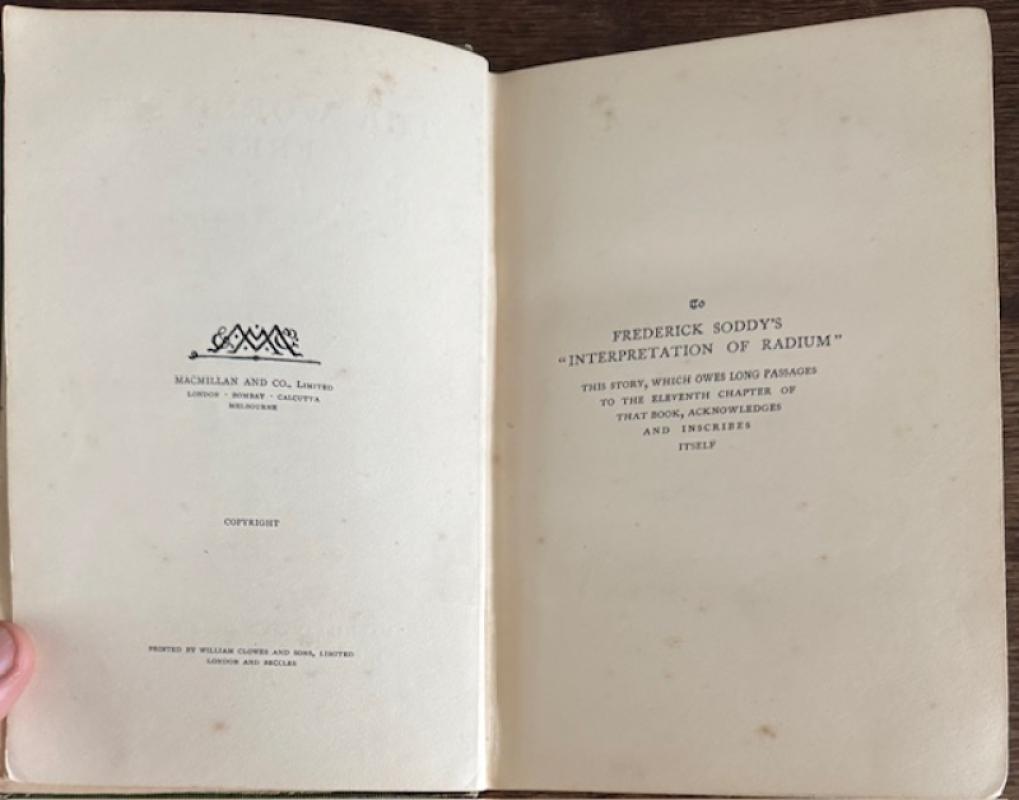 MACMILLAN AND CO., LIMITED
LONDON · BOMBAY · CALCUTTA
MELBOURNE
COPYRIGHT
PRINTED BY WILLIAM CLOWES AND SONS, LIMITED
LONDON AND BECCLES
To
FREDERICK SODDY'S
"INTERPRETATION OF RADIUM"
THIS STORY, WHICH OWES LONG PASSAGES
TO THE ELEVENTH CHAPTER OF
THAT BOOK, ACKNOWLEDGES
AND INSCRIBES
ITSELF